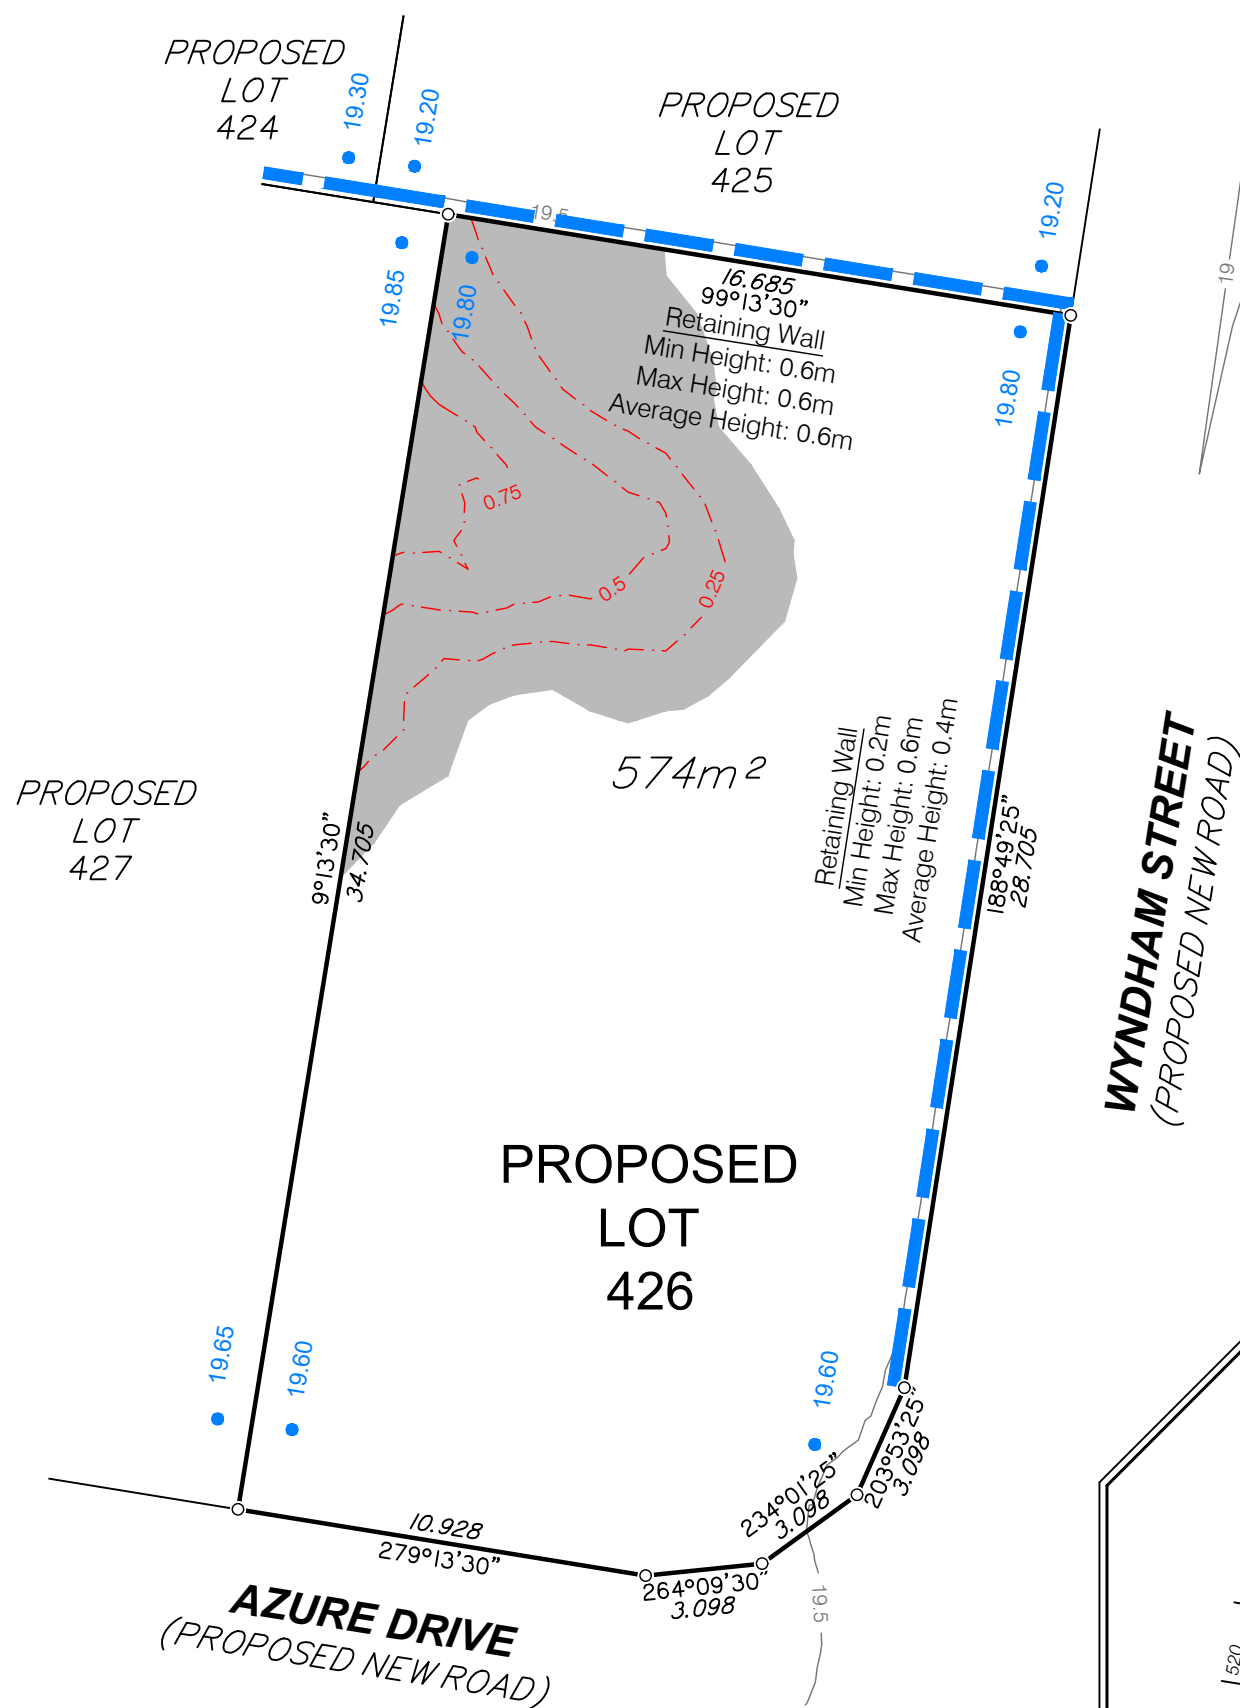 PROPOSED
LOT
424
19.30
19.20
PROPOSED
LOT
425
19.20
19
19.5
19.85
19.80
16.685
99°13'30"
Retaining Wall
Min Height: 0.6m
Max Height: 0.6m
Average Height: 0.6m
19.80
0.75
0.5
0.25
574m²
Retaining Wall
Min Height: 0.2m
Max Height: 0.6m
Average Height: 0.4m
188°49'25"
28.705
WYNDHAM STREET
(PROPOSED NEW ROAD)
PROPOSED
LOT
427
9°13'30"
34.705
PROPOSED
LOT
426
19.65
19.60
19.60
203°53'25"
3.098
234°01'25"
3.098
264°09'30"
3.098
10.928
279°13'30"
19.5
AZURE DRIVE
(PROPOSED NEW ROAD)
520